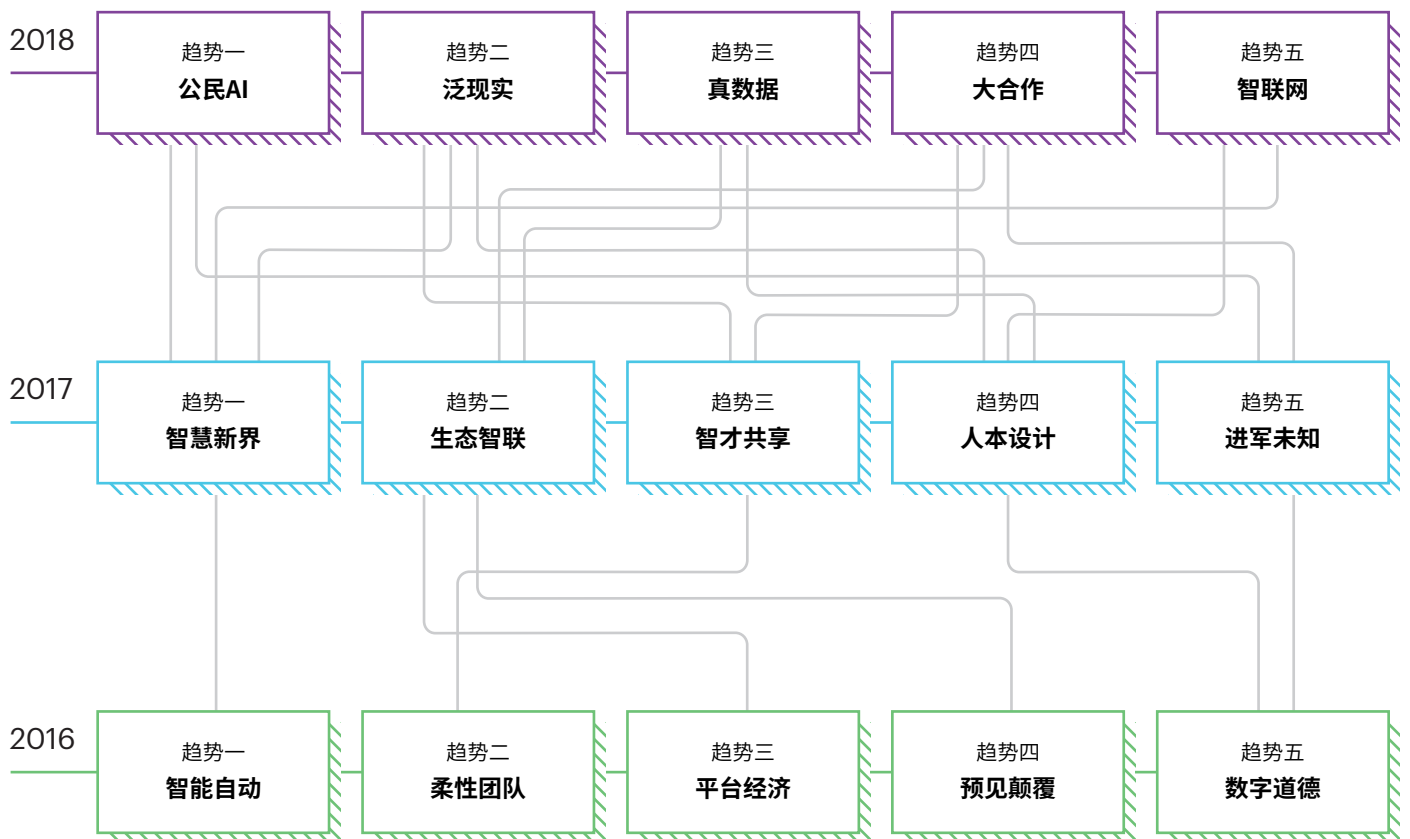 2018
趋势一
公民AI
趋势二
泛现实
趋势三
真数据
趋势四
大合作
趋势五
智联网
2017
趋势一
智慧新界
趋势二
生态智联
趋势三
智才共享
趋势四
人本设计
趋势五
进军未知
2016
趋势一
智能自动
趋势二
柔性团队
趋势三
平台经济
趋势四
预见颠覆
趋势五
数字道德